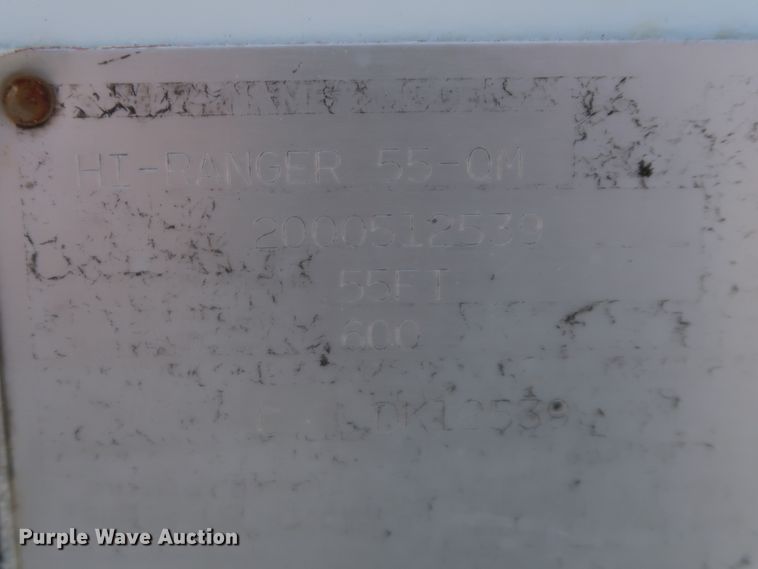 HI-RANGER 55-OM
2000512539
55FT
600
DK12539
Purple Wave Auction